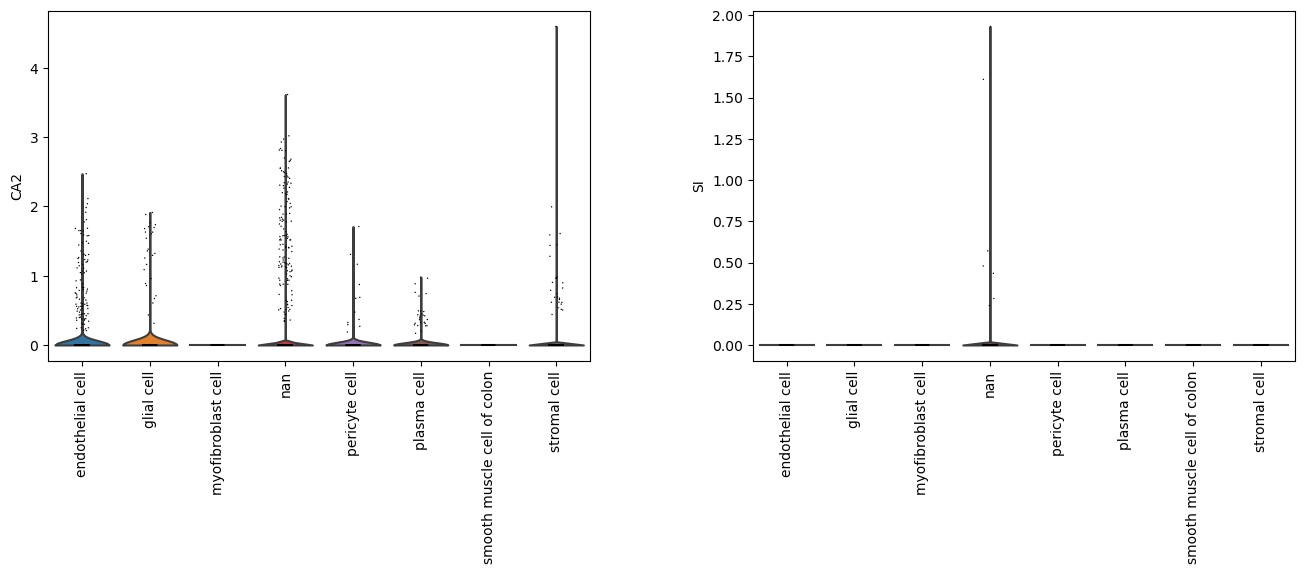 CA2
4
3
2
1
0
endothelial cell
glial cell
myofibroblast cell
nan
pericyte cell
plasma cell
smooth muscle cell of colon
stromal cell
SI
2.00
1.75
1.50
1.25
1.00
0.75
0.50
0.25
0.00
endothelial cell
glial cell
myofibroblast cell
nan
pericyte cell
plasma cell
smooth muscle cell of colon
stromal cell